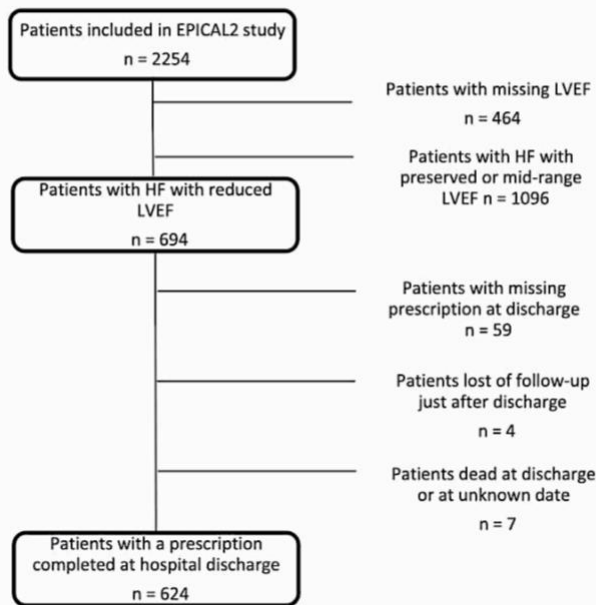 Patients included in EPICAL2 study
n = 2254
Patients with missing LVEF
n = 464
Patients with HF with
preserved or mid-range
LVEF n = 1096
Patients with HF with reduced
LVEF
n = 694
Patients with missing
prescription at discharge
n = 59
Patients lost of follow-up
just after discharge
n = 4
Patients dead at discharge
or at unknown date
n = 7
Patients with a prescription
completed at hospital discharge
n = 624